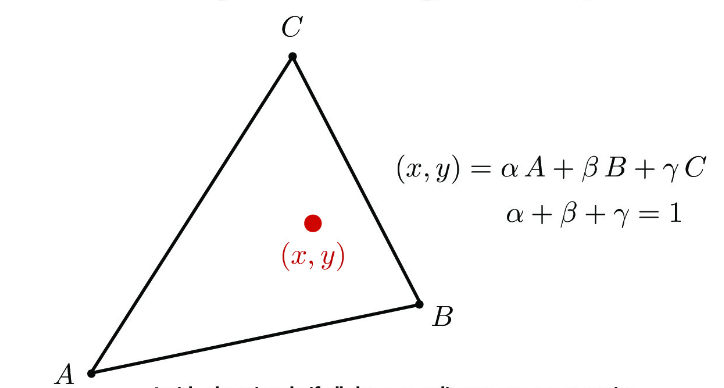 C
(x, y) = α A + β B + γ C
α + β + γ = 1
(x, y)
B
A